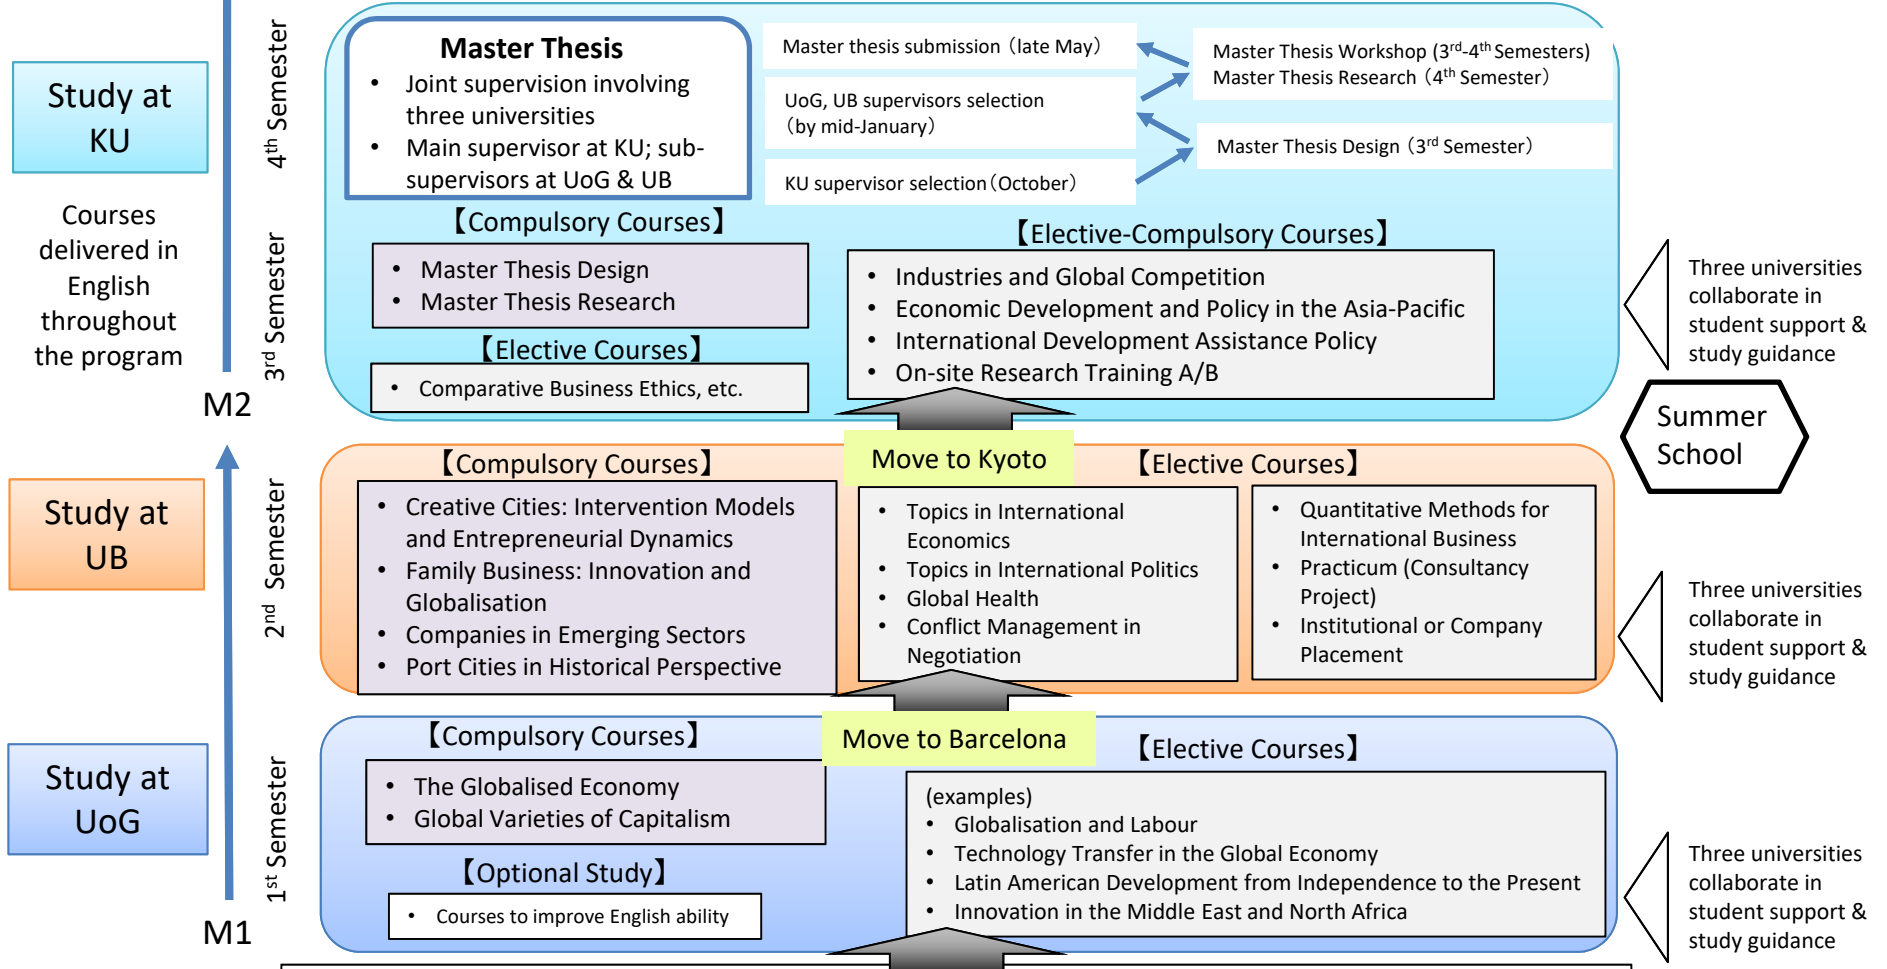 Study at
KU
Courses
delivered in
English
throughout
the program
M2
4th Semester
3rd Semester
Master Thesis
• Joint supervision involving
three universities
• Main supervisor at KU; sub-
supervisors at UoG & UB
Master thesis submission（late May）
UoG, UB supervisors selection
(by mid-January）
KU supervisor selection（October）
Master Thesis Workshop (3rd-4th Semesters)
Master Thesis Research（4th Semester）
Master Thesis Design（3rd Semester）
【Compulsory Courses】
• Master Thesis Design
• Master Thesis Research
【Elective Courses】
• Comparative Business Ethics, etc.
【Elective-Compulsory Courses】
• Industries and Global Competition
• Economic Development and Policy in the Asia-Pacific
• International Development Assistance Policy
• On-site Research Training A/B
Three universities
collaborate in
student support &
study guidance
Summer
School
Move to Kyoto
Study at
UB
2nd Semester
【Compulsory Courses】
• Creative Cities: Intervention Models
and Entrepreneurial Dynamics
• Family Business: Innovation and
Globalisation
• Companies in Emerging Sectors
• Port Cities in Historical Perspective
【Elective Courses】
• Topics in International
Economics
• Topics in International Politics
• Global Health
• Conflict Management in
Negotiation
• Quantitative Methods for
International Business
• Practicum (Consultancy
Project)
• Institutional or Company
Placement
Three universities
collaborate in
student support &
study guidance
Move to Barcelona
Study at
UoG
M1
1st Semester
【Compulsory Courses】
• The Globalised Economy
• Global Varieties of Capitalism
【Optional Study】
• Courses to improve English ability
【Elective Courses】
(examples)
• Globalisation and Labour
• Technology Transfer in the Global Economy
• Latin American Development from Independence to the Present
• Innovation in the Middle East and North Africa
Three universities
collaborate in
student support &
study guidance